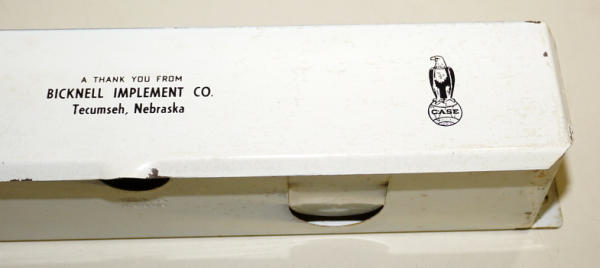 A THANK YOU FROM
BICKNELL IMPLEMENT CO.
Tecumseh, Nebraska
CASE